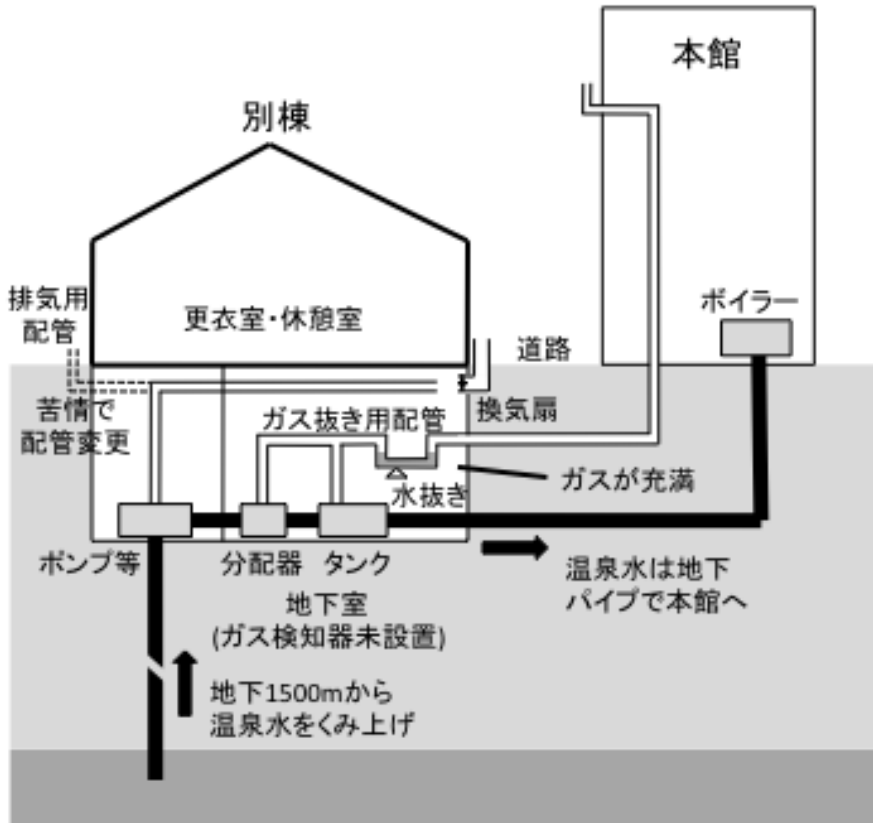 本館
別棟
排気用
配管
更衣室・休憩室
ボイラー
道路
苦情で
配管変更
ガス抜き用配管
換気扇
ガスが充満
水抜き
ポンプ等
分配器
タンク
温泉水は地下
パイプで本館へ
地下室
(ガス検知器未設置)
地下1500mから
温泉水をくみ上げ